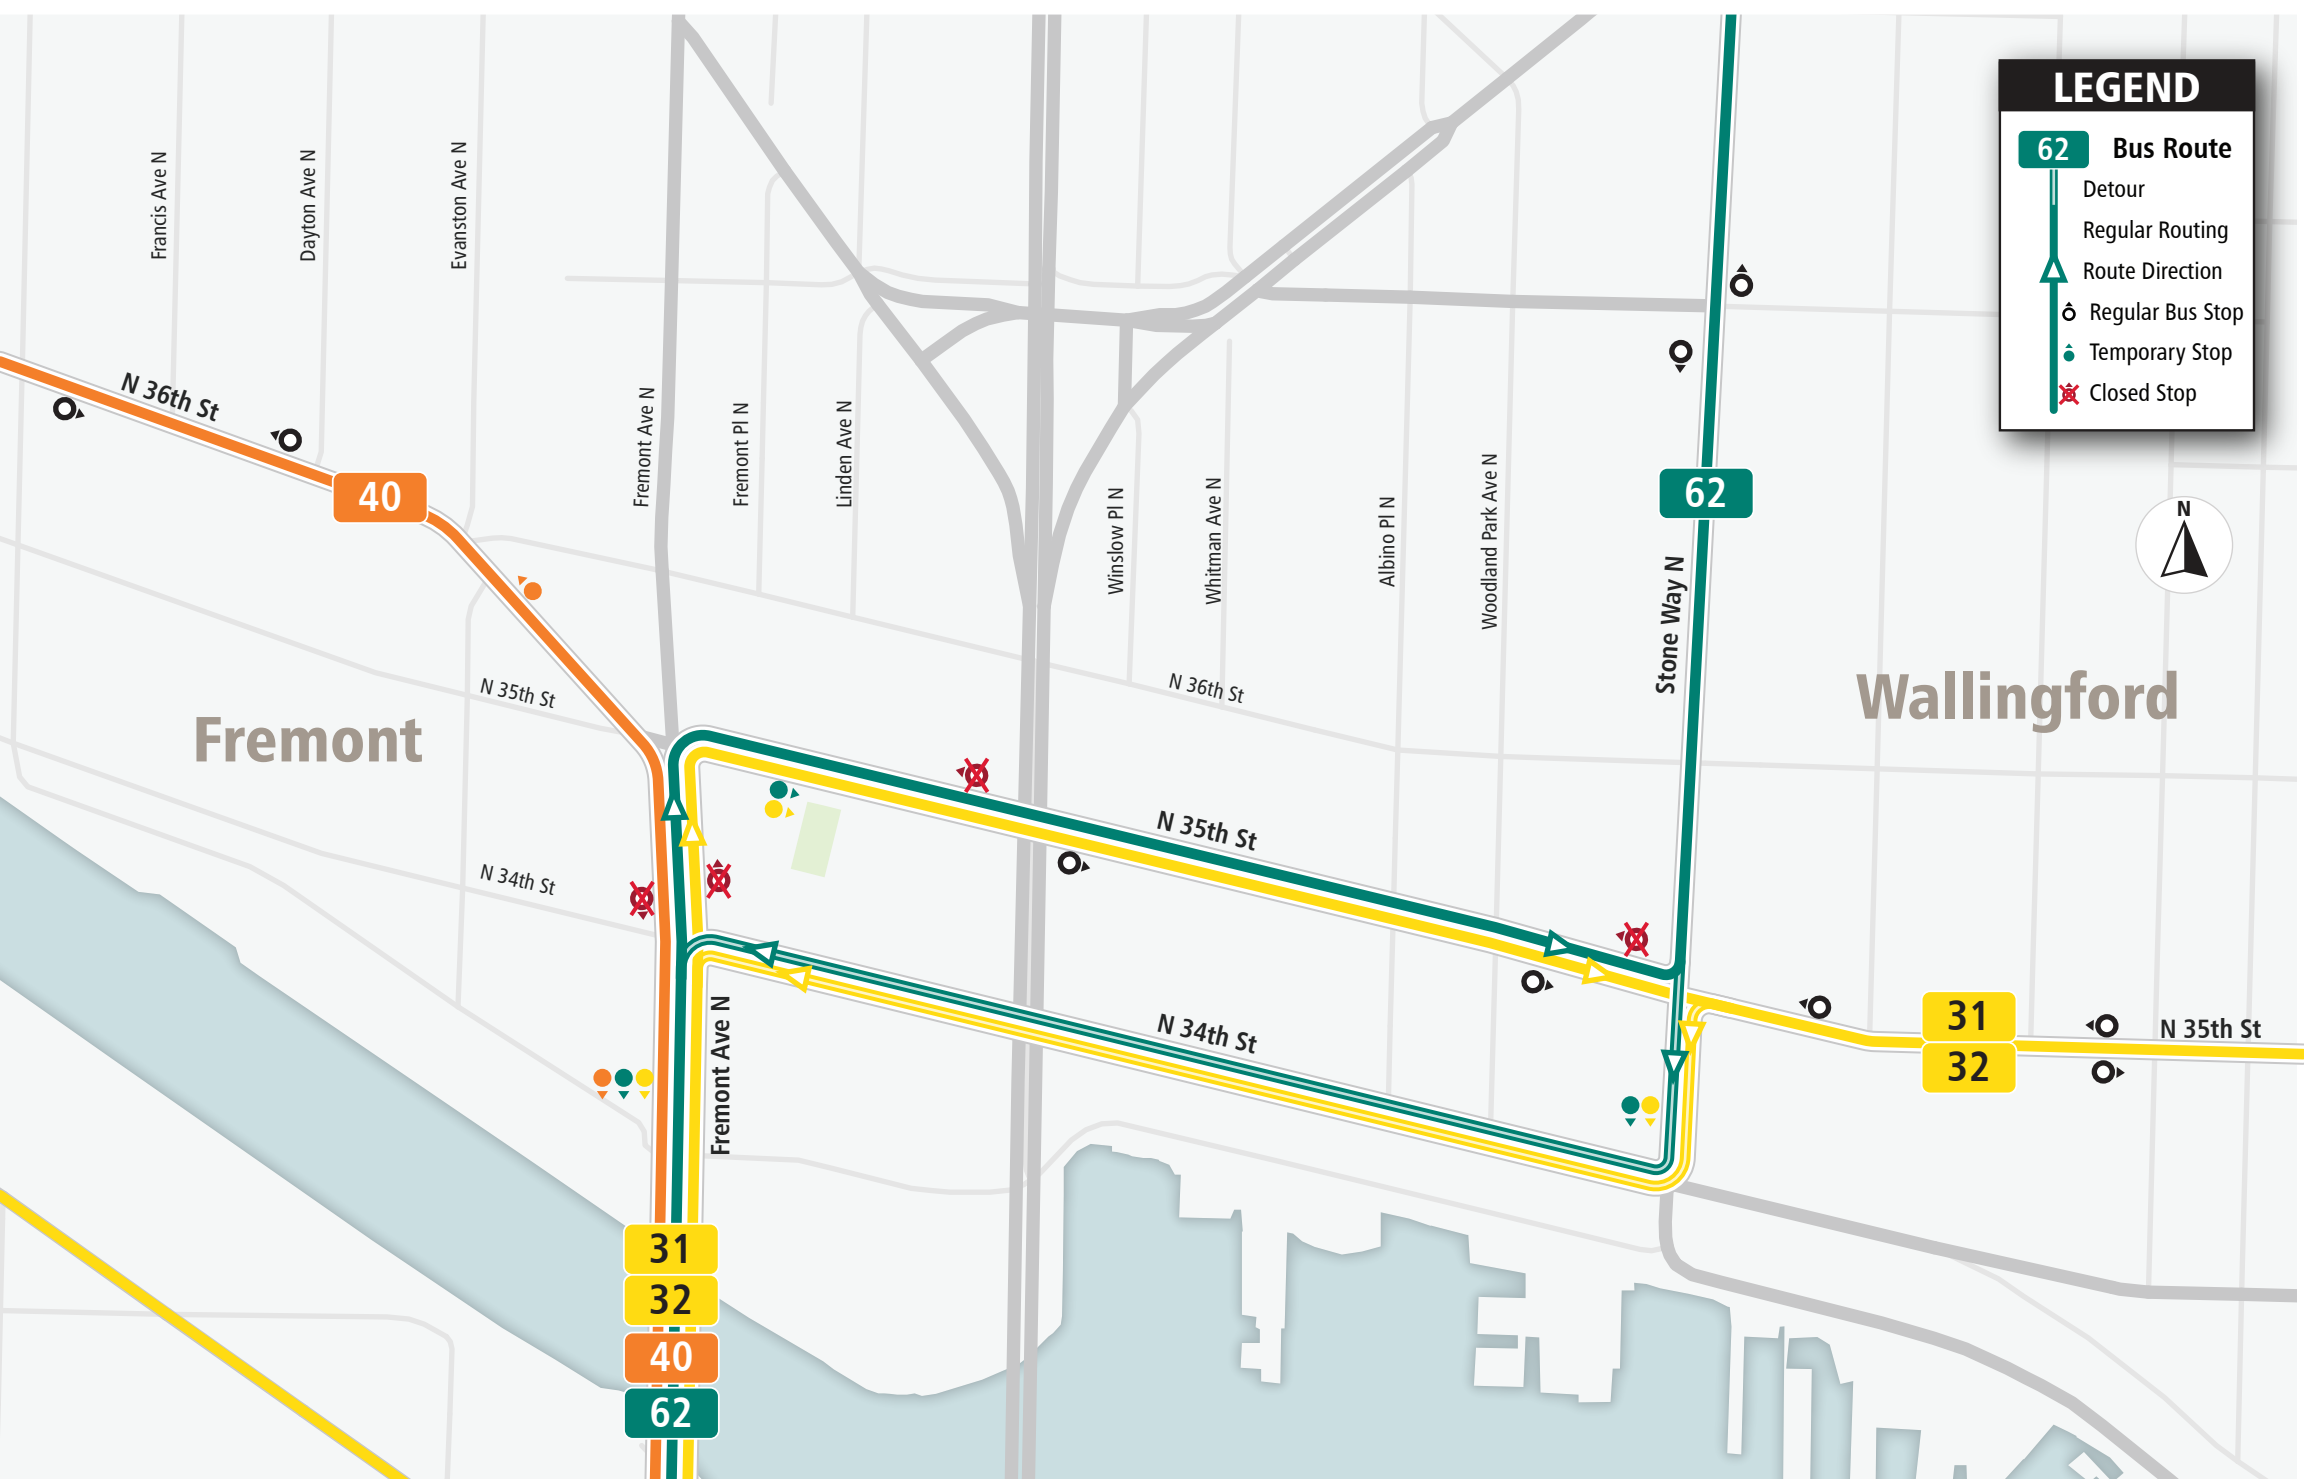 LEGEND
62 Bus Route
Detour
Regular Routing
Route Direction
Regular Bus Stop
Temporary Stop
Closed Stop
N
Francis Ave N
Dayton Ave N
Evanston Ave N
N 36th St
40
Fremont Ave N
Fremont Pl N
Linden Ave N
Winslow Pl N
Whitman Ave N
Albino Pl N
Woodland Park Ave N
62
Stone Way N
Wallingford
N 35th St
N 36th St
Fremont
N 35th St
N 34th St
N 34th St
Fremont Ave N
31
32
N 35th St
31
32
40
62